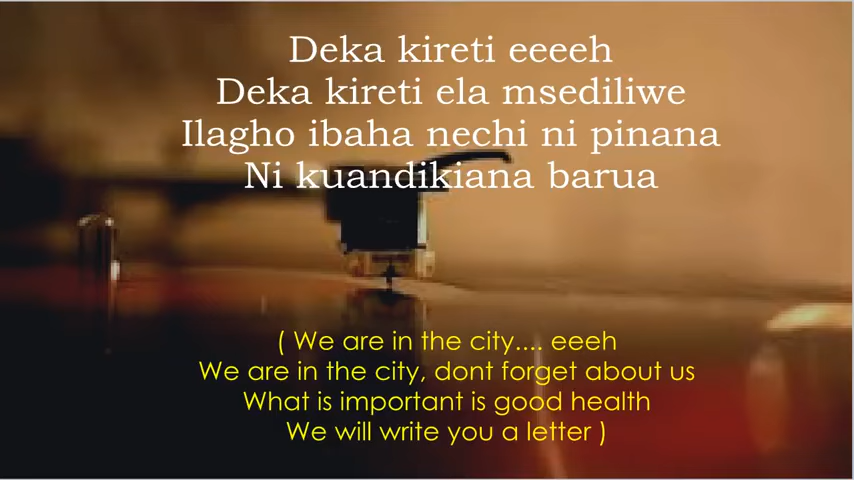 Deka kireti eeeeh
Deka kireti ela msediliwe
Ilagho ibaha nechi ni pinana
Ni kuandikiana barua
( We are in the city.... eeeh
We are in the city, dont forget about us
What is important is good health
We will write you a letter )